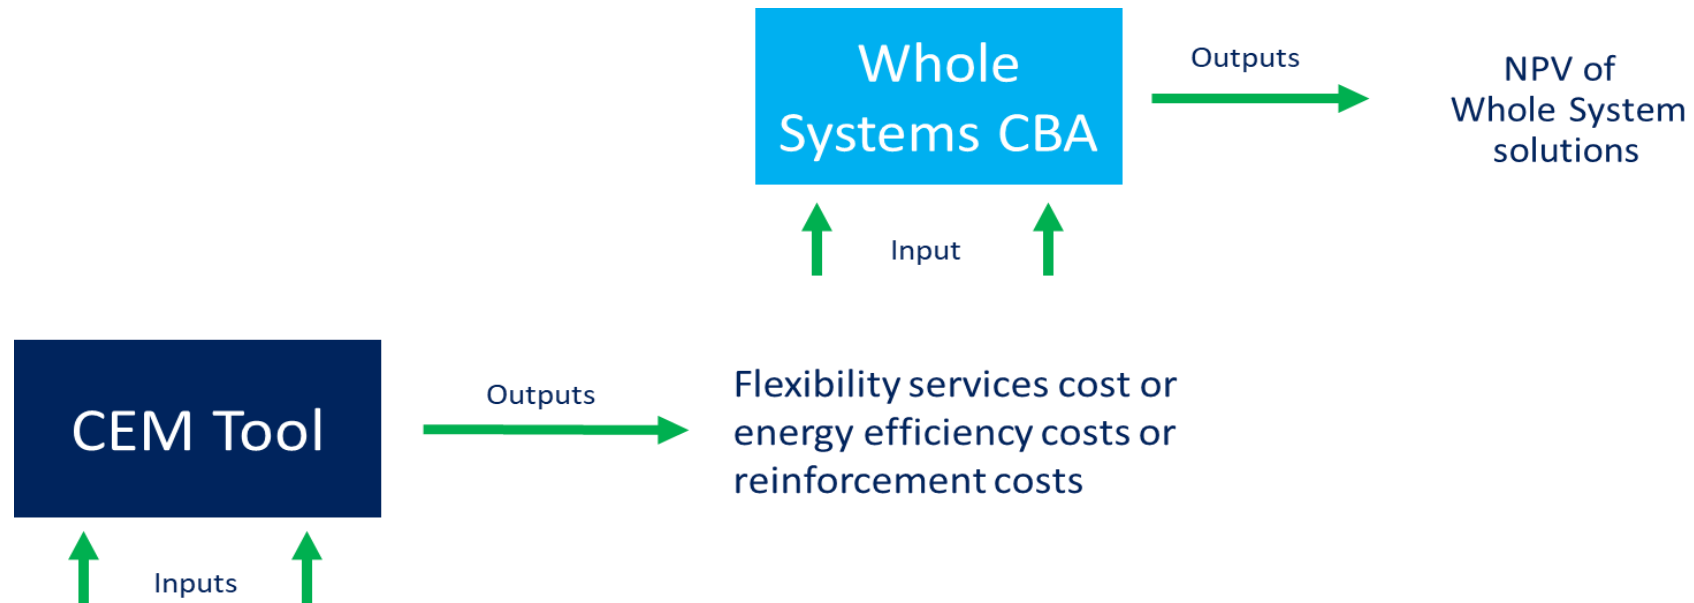 Whole
Systems CBA
Outputs
NPV of
Whole System
solutions
Input
CEM Tool
Outputs
Flexibility services cost or
energy efficiency costs or
reinforcement costs
Inputs